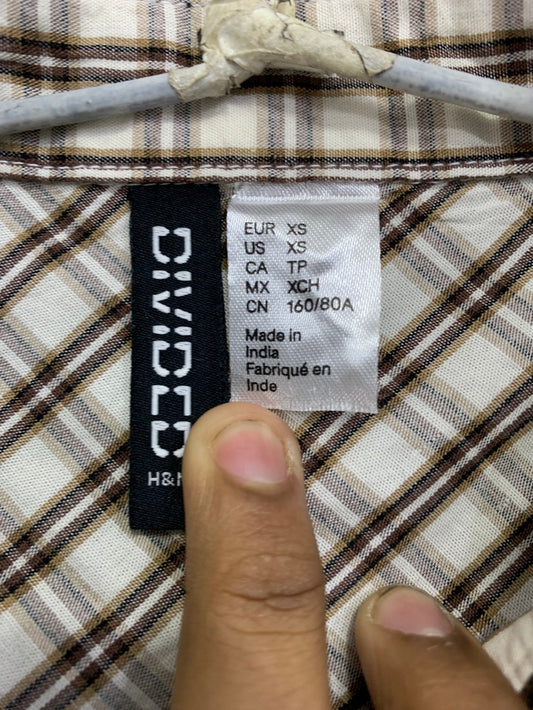 DIVIDED
H&M
EUR XS
US XS
CA TP
MX XCH
CN 160/80A
Made in
India
Fabriqué en
Inde